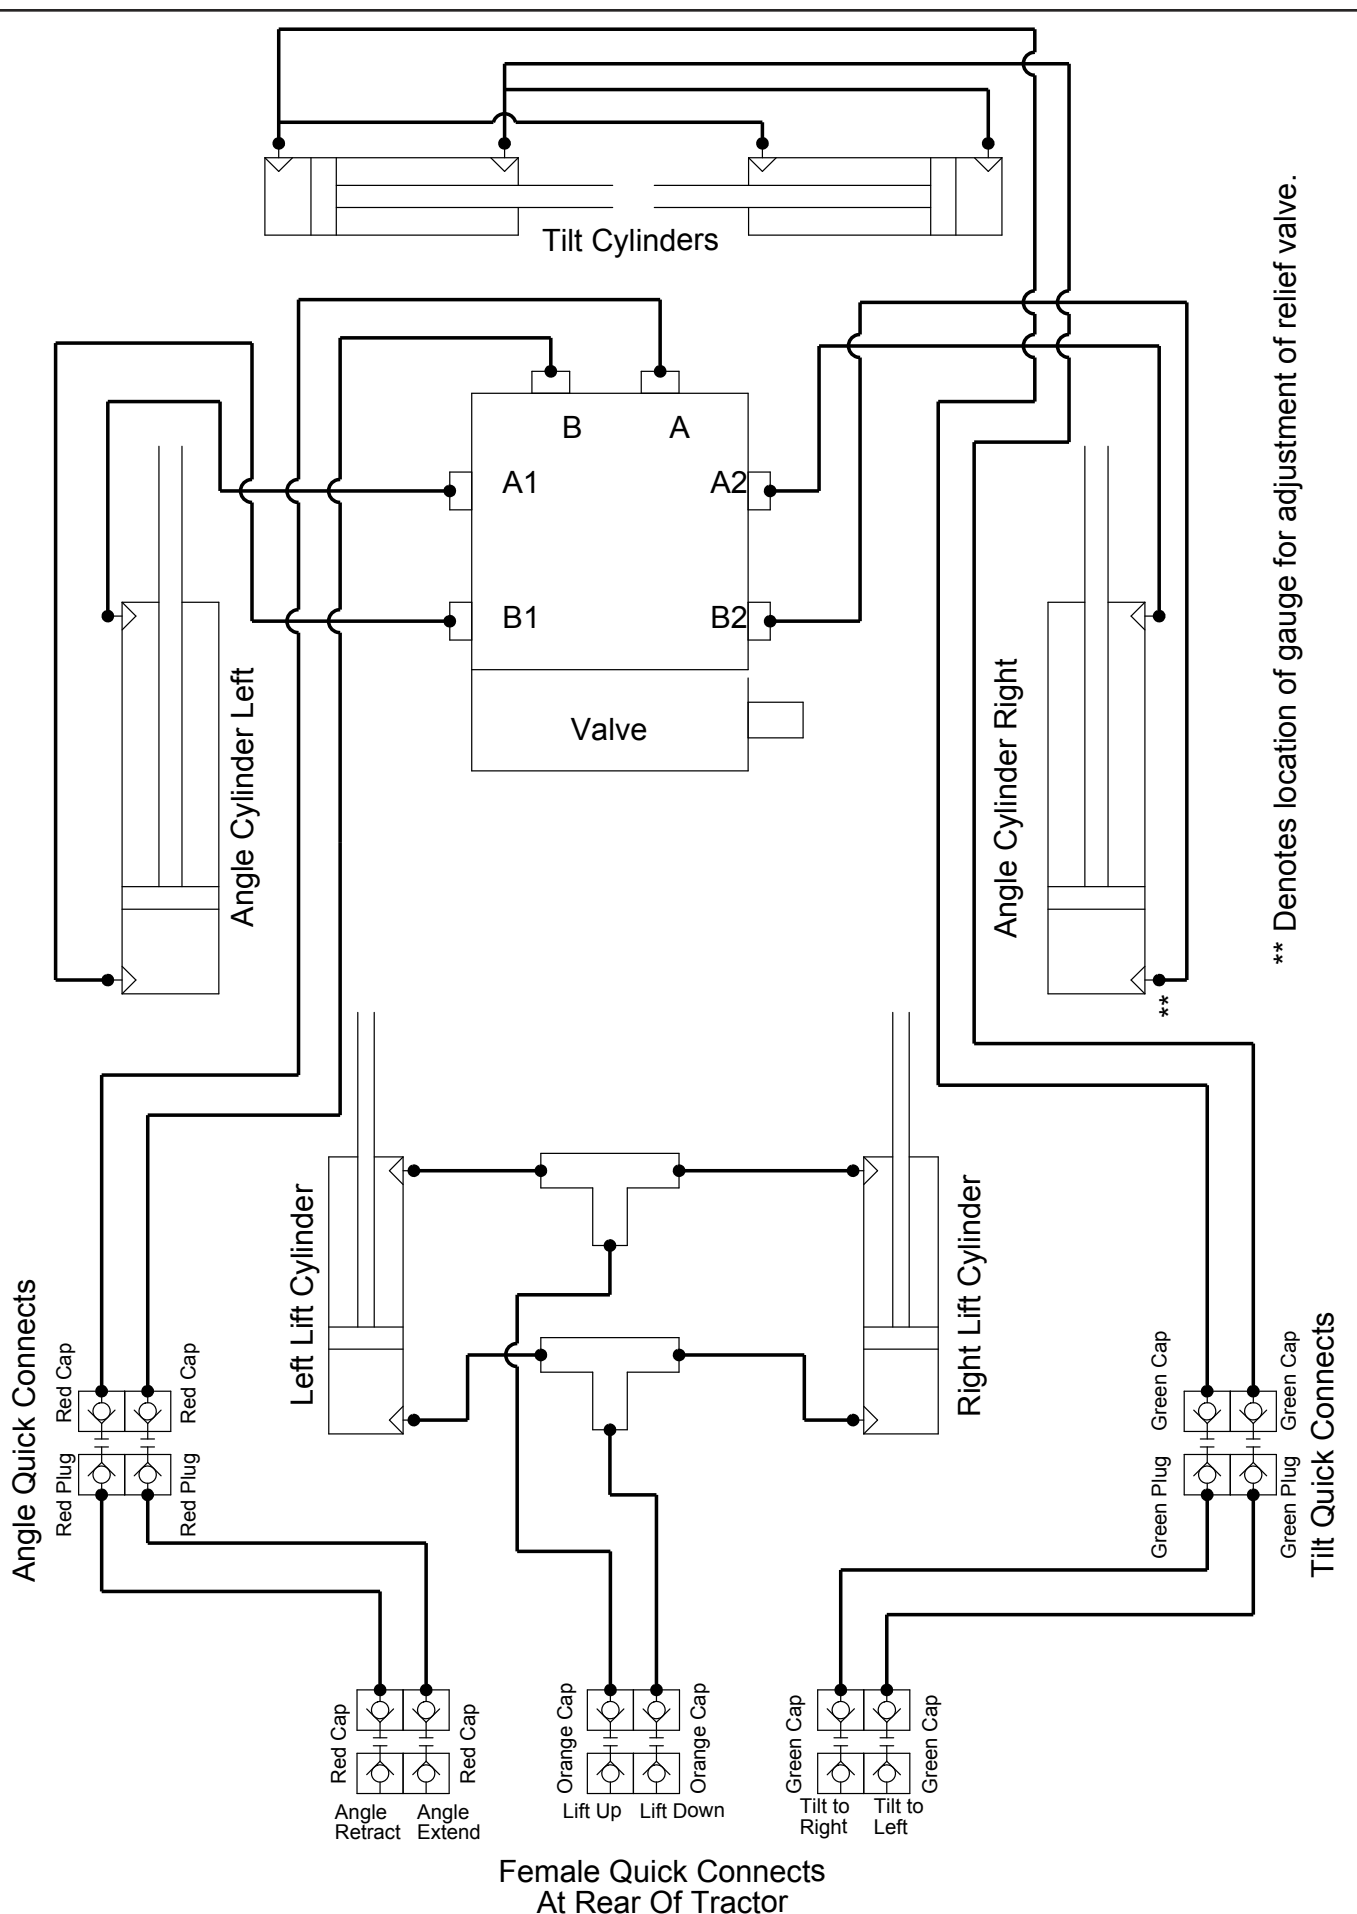 Tilt Cylinders
** Denotes location of gauge for adjustment of relief valve.
B
A
A1
A2
B1
B2
Valve
Angle Cylinder Left
Angle Cylinder Right
**
Left Lift Cylinder
Right Lift Cylinder
Angle Quick Connects
Red Cap
Red Cap
Red Plug
Red Plug
Green Cap
Green Cap
Green Plug
Green Plug
Tilt Quick Connects
Red Cap
Red Cap
Orange Cap
Orange Cap
Green Cap
Green Cap
Angle
Retract
Angle
Extend
Lift Up
Lift Down
Tilt to
Right
Tilt to
Left
Female Quick Connects
At Rear Of Tractor